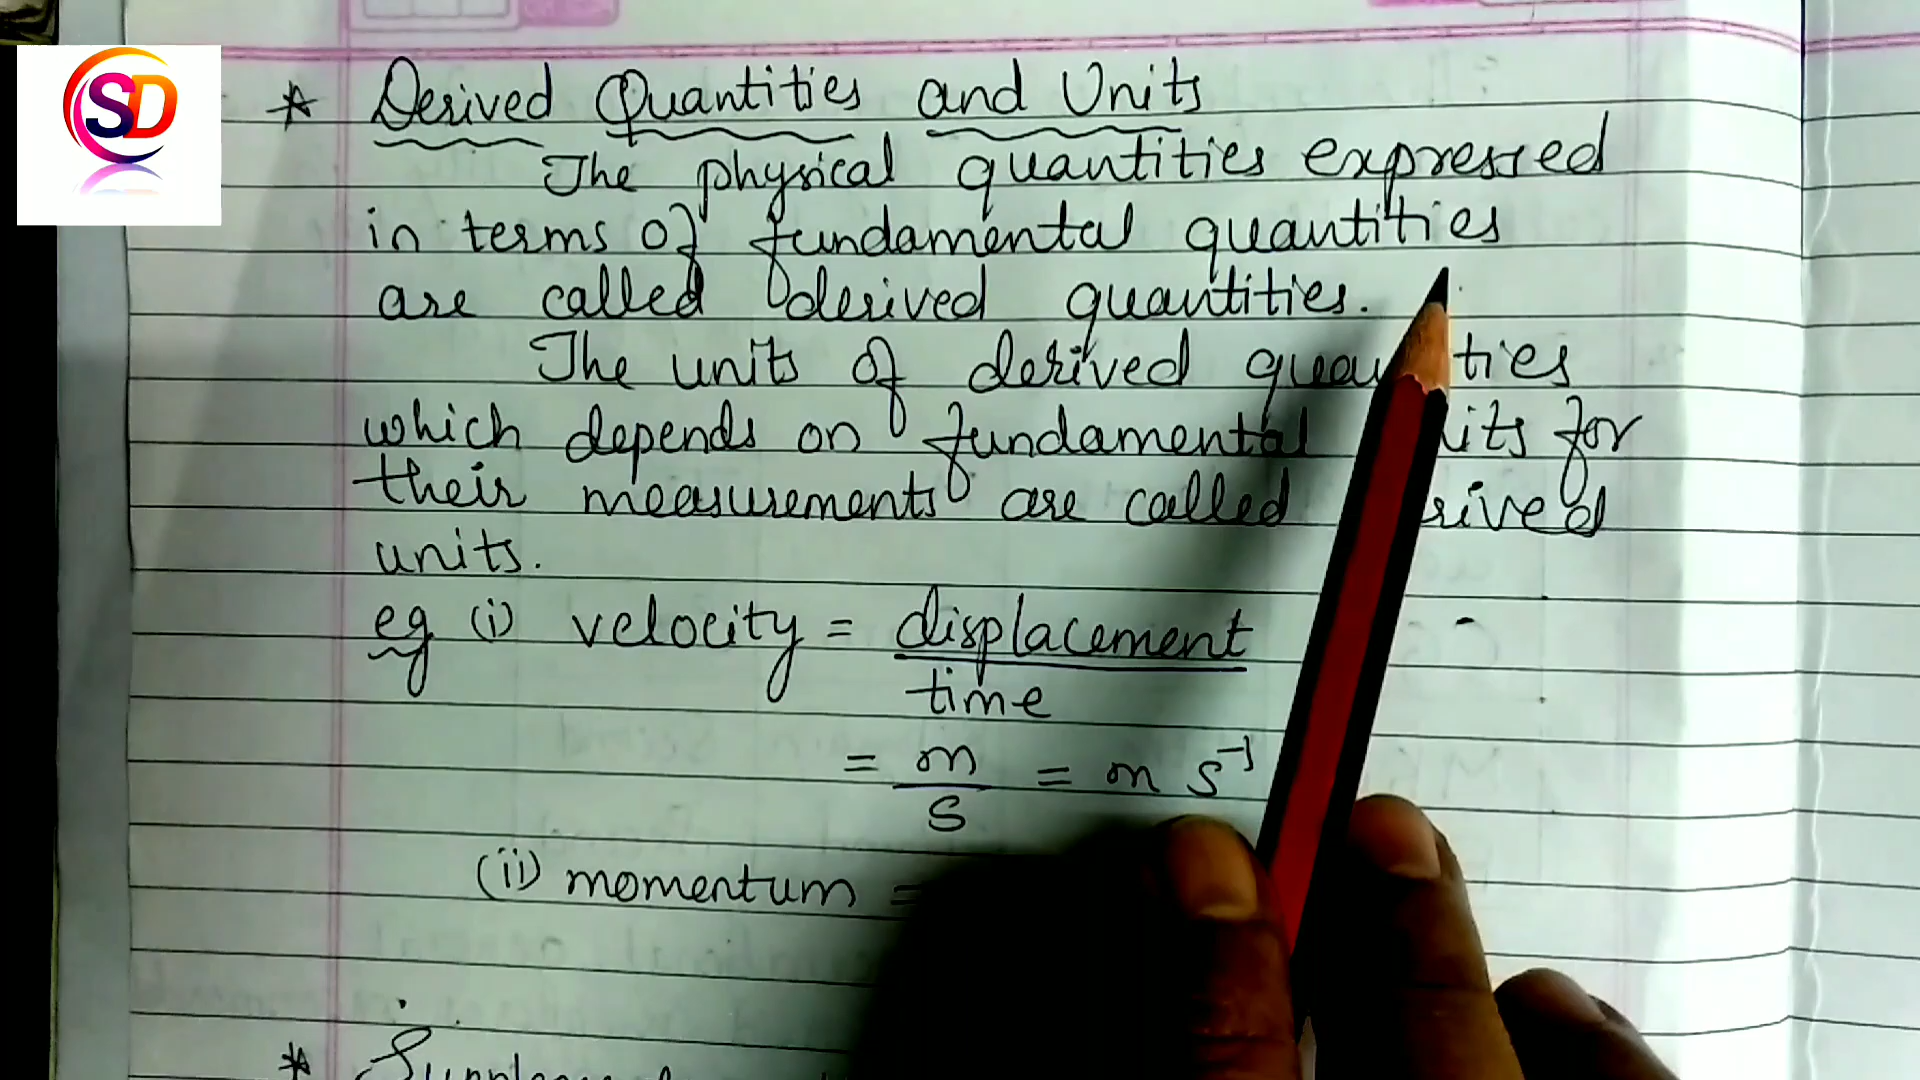 SD
* Derived Quantities and Units
The physical quantities expressed
in terms of fundamental quantities
are called derived quantities.
The units of derived
which depends on fundamental for
their measurements are called
units.
eg (i) velocity = displacement
time
= m = m s⁻¹
s
(ii) momentum =
*